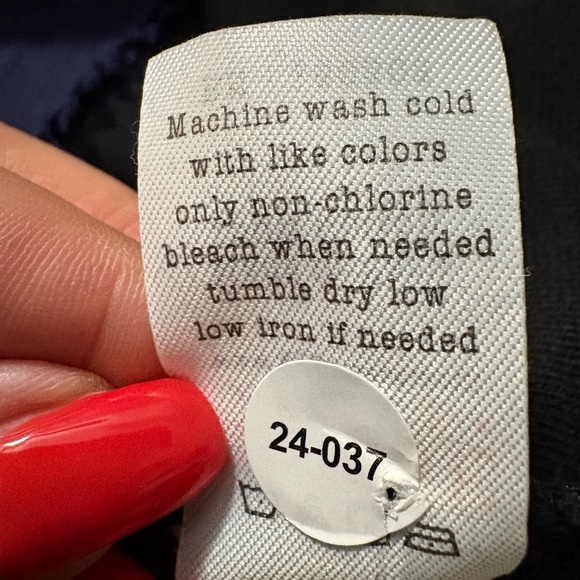 Machine wash cold
with like colors
only non-chlorine
bleach when needed
tumble dry low
low iron if needed
24-037